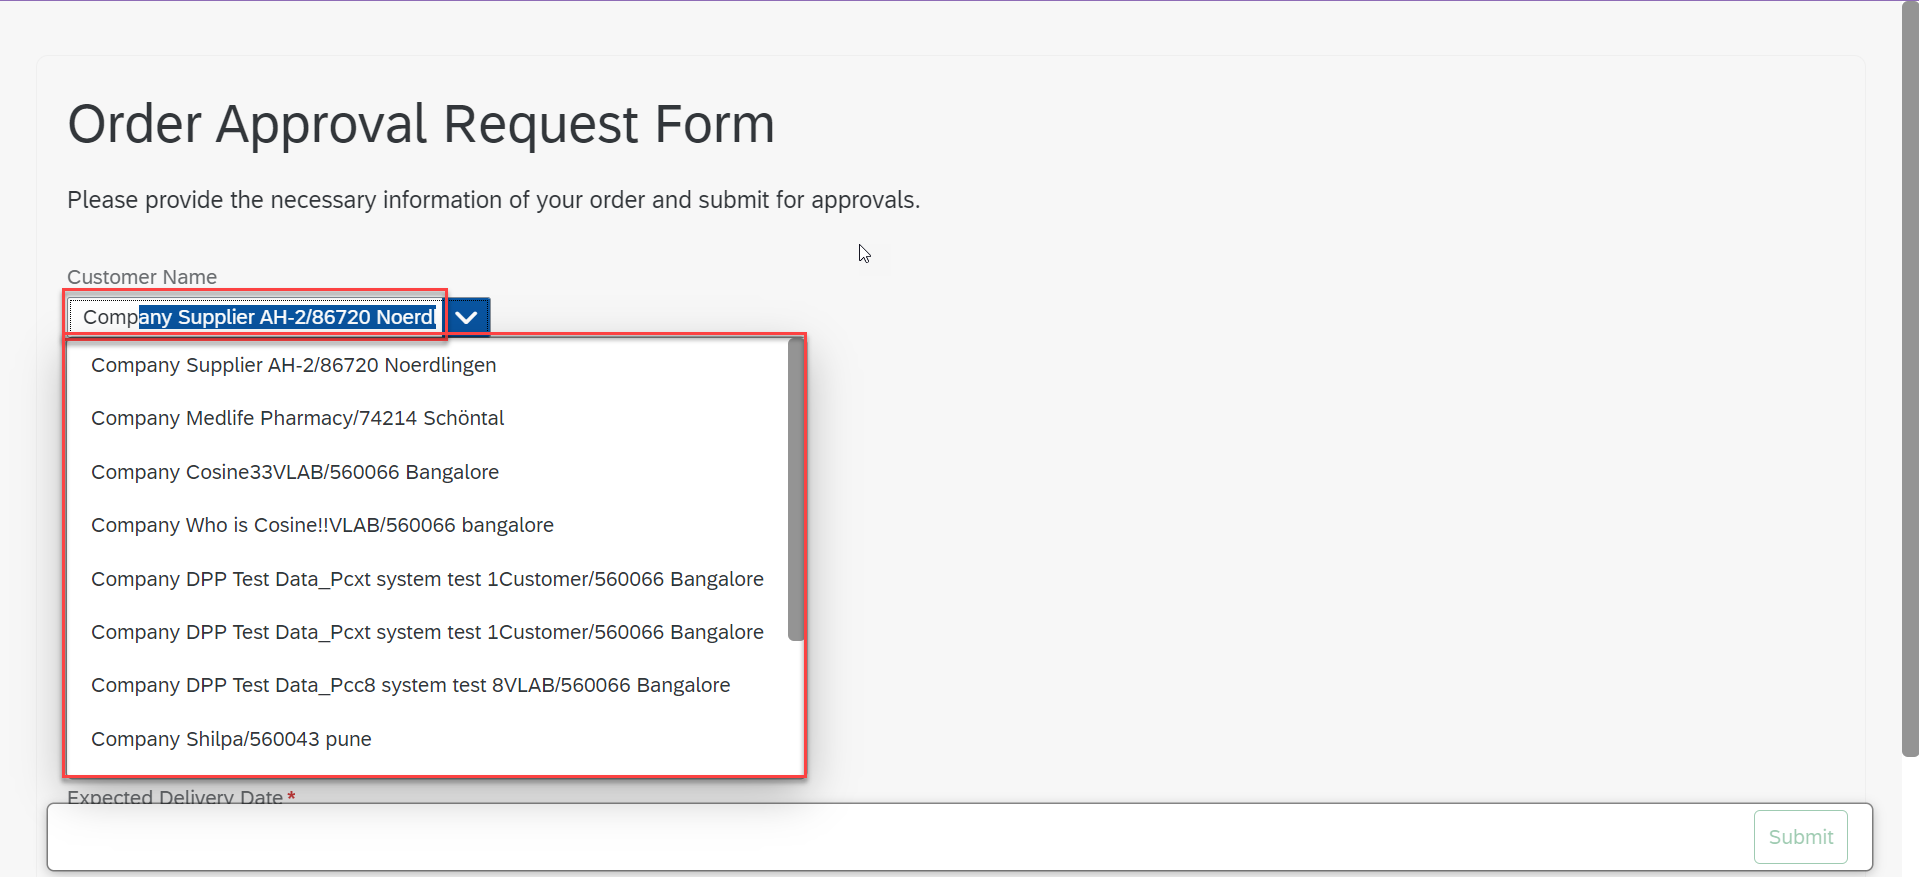 Order Approval Request Form
Please provide the necessary information of your order and submit for approvals.
Customer Name
Company Supplier AH-2/86720 Noerdl
Company Supplier AH-2/86720 Noerdlingen
Company Medlife Pharmacy/74214 Schöntal
Company Cosine33VLAB/560066 Bangalore
Company Who is Cosine!!VLAB/560066 bangalore
Company DPP Test Data_Pcxt system test 1Customer/560066 Bangalore
Company DPP Test Data_Pcxt system test 1Customer/560066 Bangalore
Company DPP Test Data_Pcc8 system test 8VLAB/560066 Bangalore
Company Shilpa/560043 pune
Expected Delivery Date*
Submit